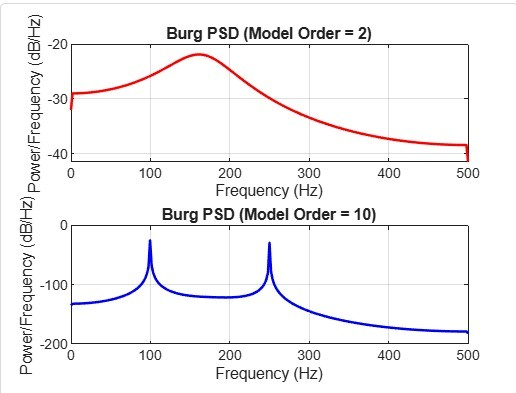 Burg PSD (Model Order = 2)
Power/Frequency (dB/Hz)
-20
-30
-40
0 100 200 300 400 500
Frequency (Hz)
Burg PSD (Model Order = 10)
Power/Frequency (dB/Hz)
0
-100
-200
0 100 200 300 400 500
Frequency (Hz)